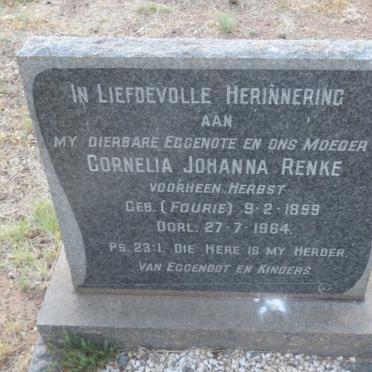 In Liefdevolle Herinnering
aan
my dierbare Eggenote en ons Moeder
Cornelia Johanna Renke
voorheen Herbst
Geb. (Fourie) 9-2-1899
Oorl. 27-7-1964.
Ps. 23:1, Die Here is my Herder.
van Eggenoot en Kinders